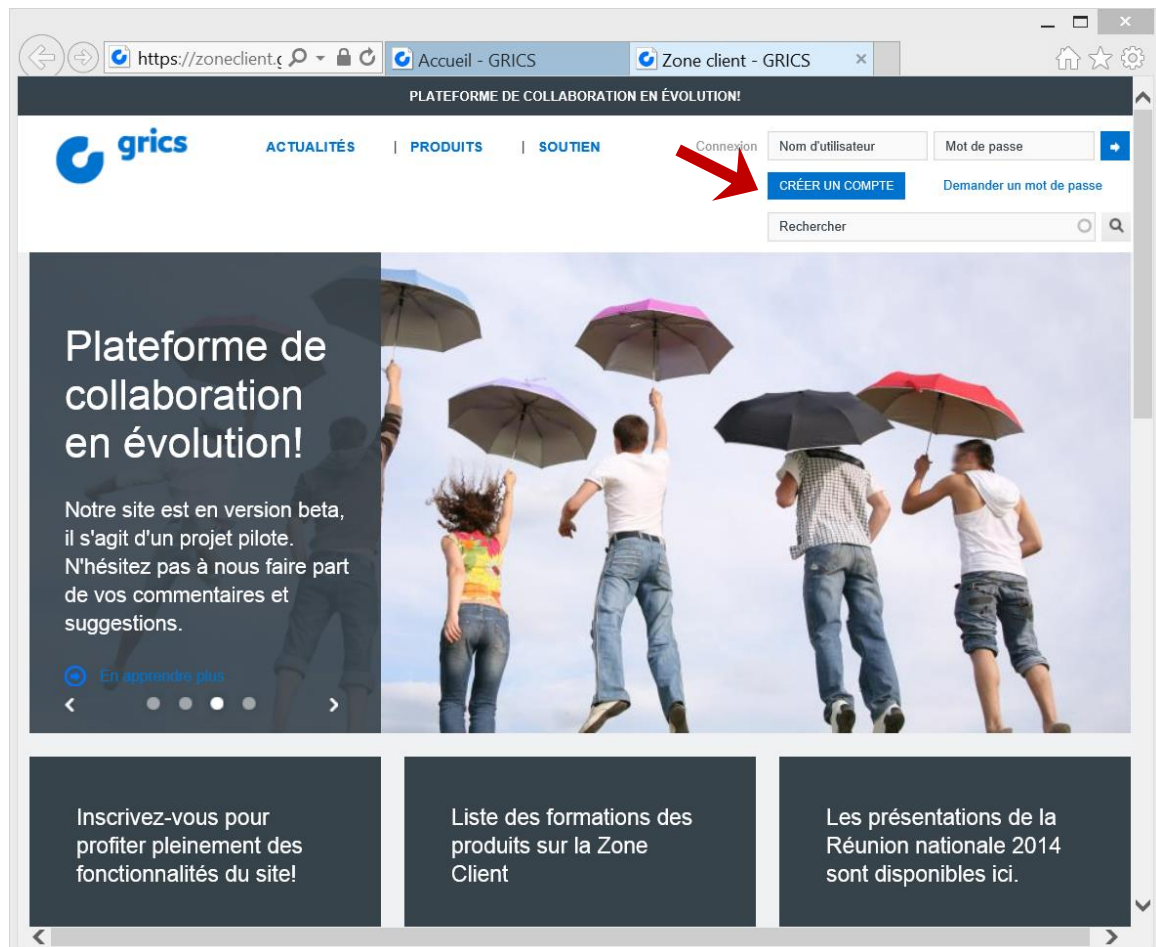 https://zoneclient.g
Accueil - GRICS
Zone client - GRICS
PLATEFORME DE COLLABORATION EN ÉVOLUTION!
grics
ACTUALITÉS | PRODUITS | SOUTIEN
Connexion
Nom d'utilisateur
Mot de passe
CRÉER UN COMPTE
Demander un mot de passe
Rechercher
Plateforme de
collaboration
en évolution!
Notre site est en version beta,
il s'agit d'un projet pilote.
N'hésitez pas à nous faire part
de vos commentaires et
suggestions.
En apprendre plus
Inscrivez-vous pour
profiter pleinement des
fonctionnalités du site!
Liste des formations des
produits sur la Zone
Client
Les présentations de la
Réunion nationale 2014
sont disponibles ici.